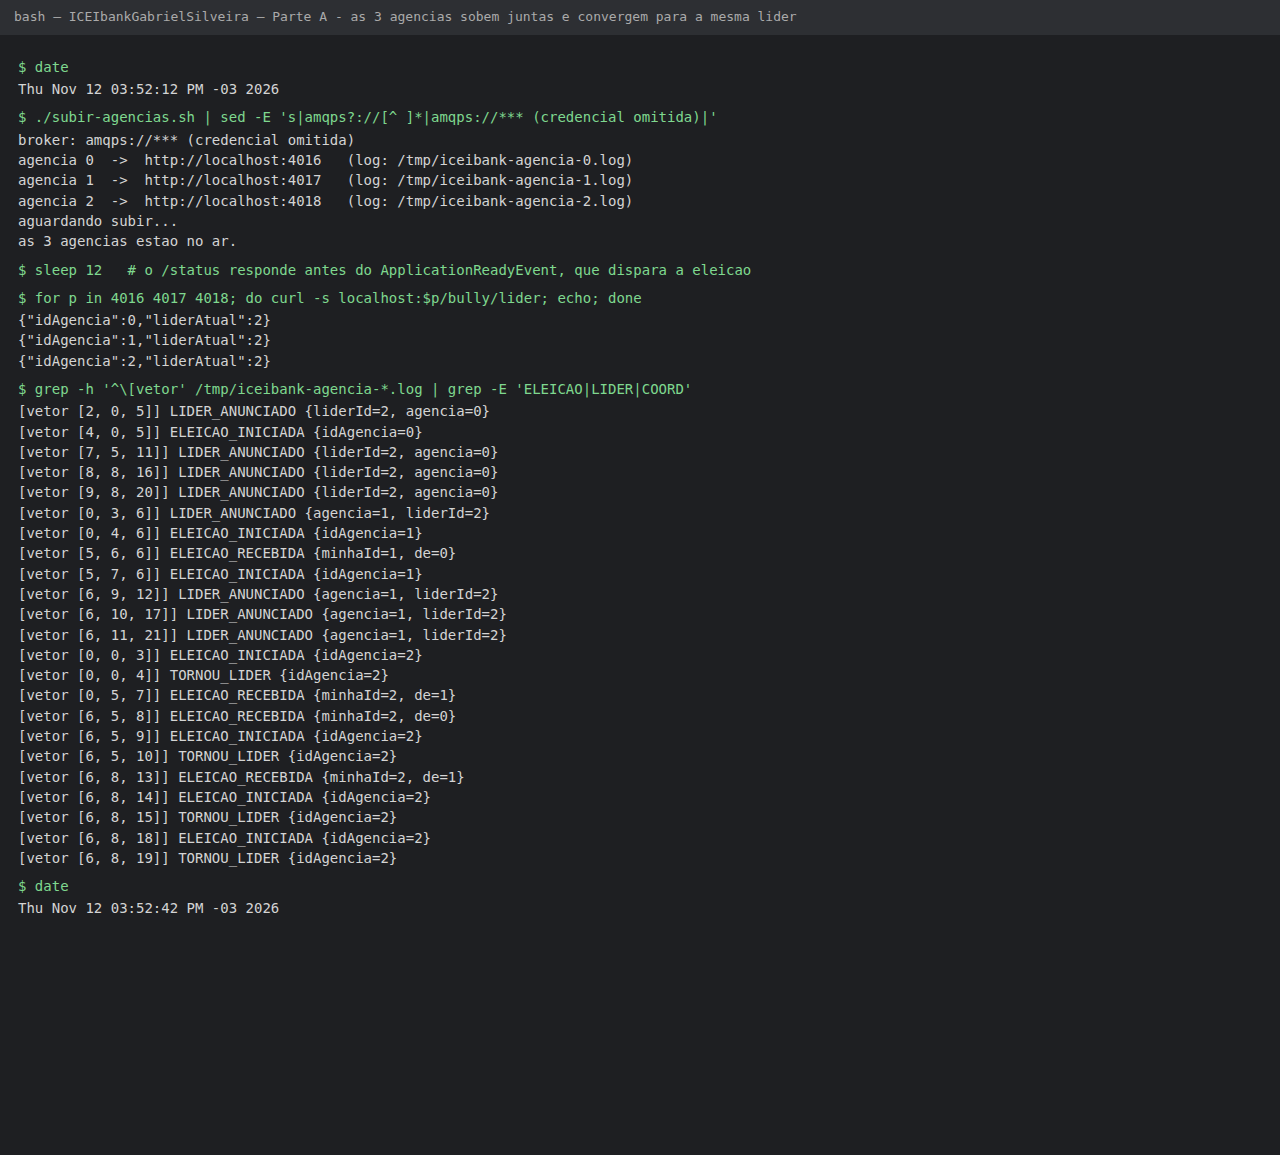 bash — ICEIbankGabrielSilveira — Parte A - as 3 agencias sobem juntas e convergem para a mesma lider
$ date
Thu Nov 12 03:52:12 PM -03 2026
$ ./subir-agencias.sh | sed -E 's|amqps?://[^ ]*|amqps://*** (credencial omitida)|'
broker: amqps://*** (credencial omitida)
agencia 0  ->  http://localhost:4016   (log: /tmp/iceibank-agencia-0.log)
agencia 1  ->  http://localhost:4017   (log: /tmp/iceibank-agencia-1.log)
agencia 2  ->  http://localhost:4018   (log: /tmp/iceibank-agencia-2.log)
aguardando subir...
as 3 agencias estao no ar.
$ sleep 12   # o /status responde antes do ApplicationReadyEvent, que dispara a eleicao
$ for p in 4016 4017 4018; do curl -s localhost:$p/bully/lider; echo; done
{"idAgencia":0,"liderAtual":2}
{"idAgencia":1,"liderAtual":2}
{"idAgencia":2,"liderAtual":2}
$ grep -h '^\[vetor' /tmp/iceibank-agencia-*.log | grep -E 'ELEICAO|LIDER|COORD'
[vetor [2, 0, 5]] LIDER_ANUNCIADO {liderId=2, agencia=0}
[vetor [4, 0, 5]] ELEICAO_INICIADA {idAgencia=0}
[vetor [7, 5, 11]] LIDER_ANUNCIADO {liderId=2, agencia=0}
[vetor [8, 8, 16]] LIDER_ANUNCIADO {liderId=2, agencia=0}
[vetor [9, 8, 20]] LIDER_ANUNCIADO {liderId=2, agencia=0}
[vetor [0, 3, 6]] LIDER_ANUNCIADO {agencia=1, liderId=2}
[vetor [0, 4, 6]] ELEICAO_INICIADA {idAgencia=1}
[vetor [5, 6, 6]] ELEICAO_RECEBIDA {minhaId=1, de=0}
[vetor [5, 7, 6]] ELEICAO_INICIADA {idAgencia=1}
[vetor [6, 9, 12]] LIDER_ANUNCIADO {agencia=1, liderId=2}
[vetor [6, 10, 17]] LIDER_ANUNCIADO {agencia=1, liderId=2}
[vetor [6, 11, 21]] LIDER_ANUNCIADO {agencia=1, liderId=2}
[vetor [0, 0, 3]] ELEICAO_INICIADA {idAgencia=2}
[vetor [0, 0, 4]] TORNOU_LIDER {idAgencia=2}
[vetor [0, 5, 7]] ELEICAO_RECEBIDA {minhaId=2, de=1}
[vetor [6, 5, 8]] ELEICAO_RECEBIDA {minhaId=2, de=0}
[vetor [6, 5, 9]] ELEICAO_INICIADA {idAgencia=2}
[vetor [6, 5, 10]] TORNOU_LIDER {idAgencia=2}
[vetor [6, 8, 13]] ELEICAO_RECEBIDA {minhaId=2, de=1}
[vetor [6, 8, 14]] ELEICAO_INICIADA {idAgencia=2}
[vetor [6, 8, 15]] TORNOU_LIDER {idAgencia=2}
[vetor [6, 8, 18]] ELEICAO_INICIADA {idAgencia=2}
[vetor [6, 8, 19]] TORNOU_LIDER {idAgencia=2}
$ date
Thu Nov 12 03:52:42 PM -03 2026